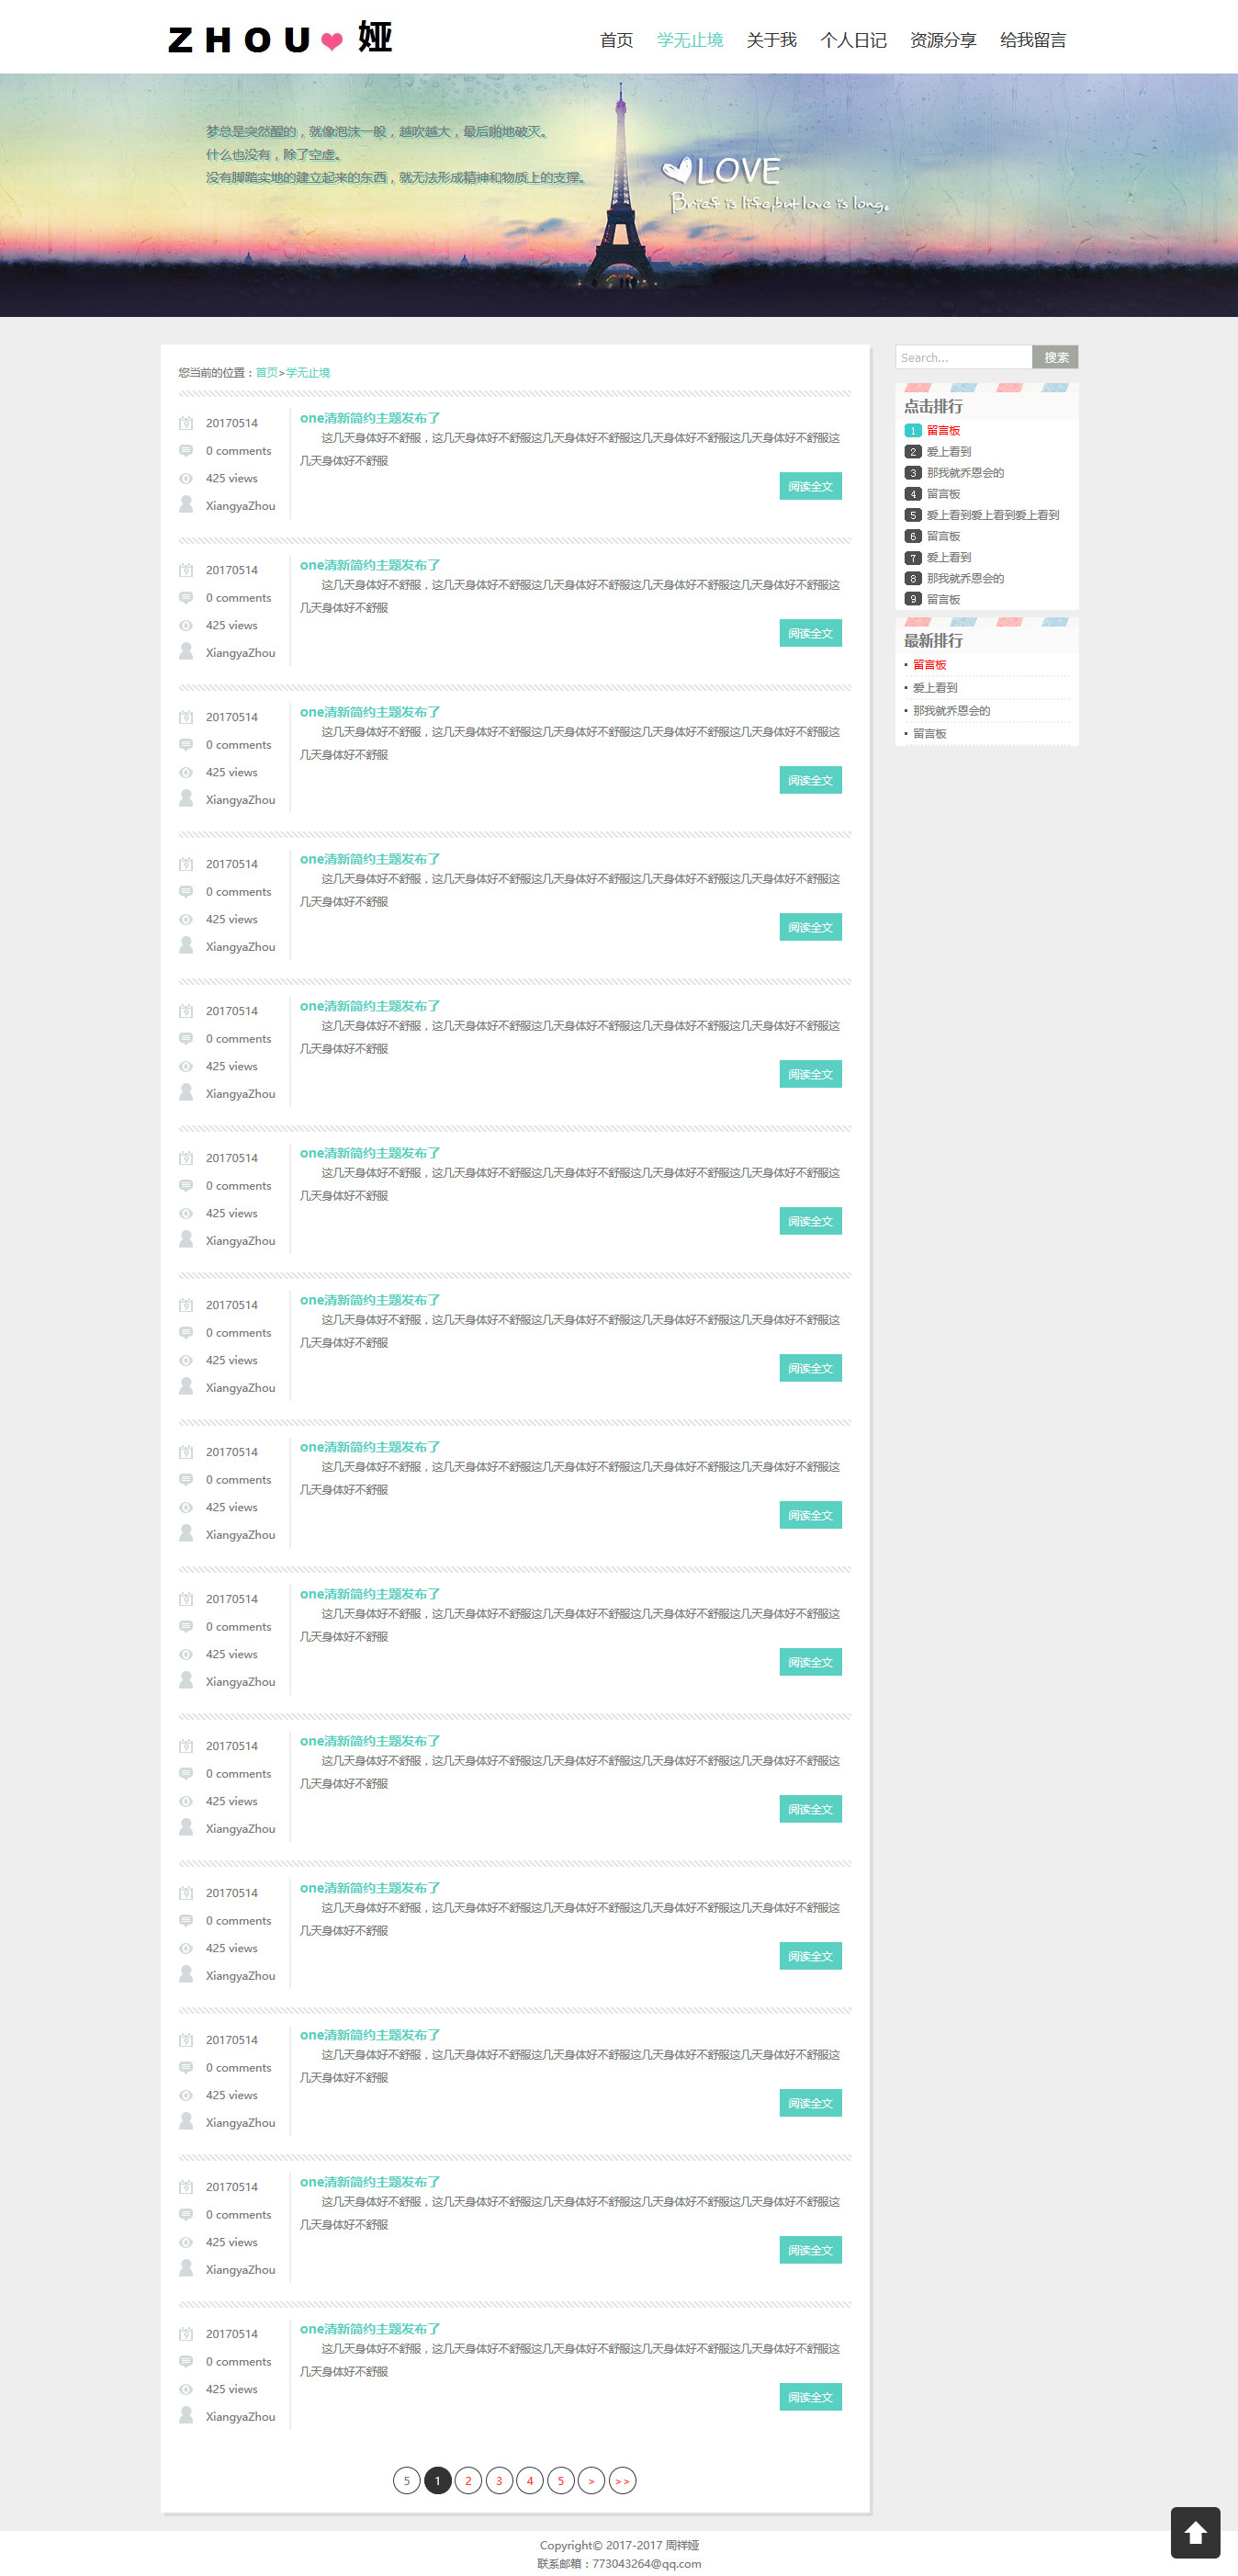 ZHOU❤娅
首页 学无止境 关于我 个人日记 资源分享 给我留言
梦总是突然醒的，就像泡沫一般，越吹越大，最后啪地破灭。
什么也没有，除了空虚。
没有脚踏实地的建立起来的东西，就无法形成精神和物质上的支撑。
LOVE
Brief is life,but love is long。
您当前的位置：首页>学无止境
20170514
0 comments
425 views
XiangyaZhou
one清新简约主题发布了
这几天身体好不舒服，这几天身体好不舒服这几天身体好不舒服这几天身体好不舒服这几天身体好不舒服这
几天身体好不舒服
阅读全文
20170514
0 comments
425 views
XiangyaZhou
one清新简约主题发布了
这几天身体好不舒服，这几天身体好不舒服这几天身体好不舒服这几天身体好不舒服这几天身体好不舒服这
几天身体好不舒服
阅读全文
20170514
0 comments
425 views
XiangyaZhou
one清新简约主题发布了
这几天身体好不舒服，这几天身体好不舒服这几天身体好不舒服这几天身体好不舒服这几天身体好不舒服这
几天身体好不舒服
阅读全文
20170514
0 comments
425 views
XiangyaZhou
one清新简约主题发布了
这几天身体好不舒服，这几天身体好不舒服这几天身体好不舒服这几天身体好不舒服这几天身体好不舒服这
几天身体好不舒服
阅读全文
20170514
0 comments
425 views
XiangyaZhou
one清新简约主题发布了
这几天身体好不舒服，这几天身体好不舒服这几天身体好不舒服这几天身体好不舒服这几天身体好不舒服这
几天身体好不舒服
阅读全文
20170514
0 comments
425 views
XiangyaZhou
one清新简约主题发布了
这几天身体好不舒服，这几天身体好不舒服这几天身体好不舒服这几天身体好不舒服这几天身体好不舒服这
几天身体好不舒服
阅读全文
20170514
0 comments
425 views
XiangyaZhou
one清新简约主题发布了
这几天身体好不舒服，这几天身体好不舒服这几天身体好不舒服这几天身体好不舒服这几天身体好不舒服这
几天身体好不舒服
阅读全文
20170514
0 comments
425 views
XiangyaZhou
one清新简约主题发布了
这几天身体好不舒服，这几天身体好不舒服这几天身体好不舒服这几天身体好不舒服这几天身体好不舒服这
几天身体好不舒服
阅读全文
20170514
0 comments
425 views
XiangyaZhou
one清新简约主题发布了
这几天身体好不舒服，这几天身体好不舒服这几天身体好不舒服这几天身体好不舒服这几天身体好不舒服这
几天身体好不舒服
阅读全文
20170514
0 comments
425 views
XiangyaZhou
one清新简约主题发布了
这几天身体好不舒服，这几天身体好不舒服这几天身体好不舒服这几天身体好不舒服这几天身体好不舒服这
几天身体好不舒服
阅读全文
20170514
0 comments
425 views
XiangyaZhou
one清新简约主题发布了
这几天身体好不舒服，这几天身体好不舒服这几天身体好不舒服这几天身体好不舒服这几天身体好不舒服这
几天身体好不舒服
阅读全文
20170514
0 comments
425 views
XiangyaZhou
one清新简约主题发布了
这几天身体好不舒服，这几天身体好不舒服这几天身体好不舒服这几天身体好不舒服这几天身体好不舒服这
几天身体好不舒服
阅读全文
20170514
0 comments
425 views
XiangyaZhou
one清新简约主题发布了
这几天身体好不舒服，这几天身体好不舒服这几天身体好不舒服这几天身体好不舒服这几天身体好不舒服这
几天身体好不舒服
阅读全文
20170514
0 comments
425 views
XiangyaZhou
one清新简约主题发布了
这几天身体好不舒服，这几天身体好不舒服这几天身体好不舒服这几天身体好不舒服这几天身体好不舒服这
几天身体好不舒服
阅读全文
5 1 2 3 4 5 > >>
Search... 搜索
点击排行
1 留言板
2 爱上看到
3 那我就乔恩会的
4 留言板
5 爱上看到爱上看到爱上看到
6 留言板
7 爱上看到
8 那我就乔恩会的
9 留言板
最新排行
留言板
爱上看到
那我就乔恩会的
留言板
Copyright© 2017-2017 周祥娅
联系邮箱：773043264@qq.com